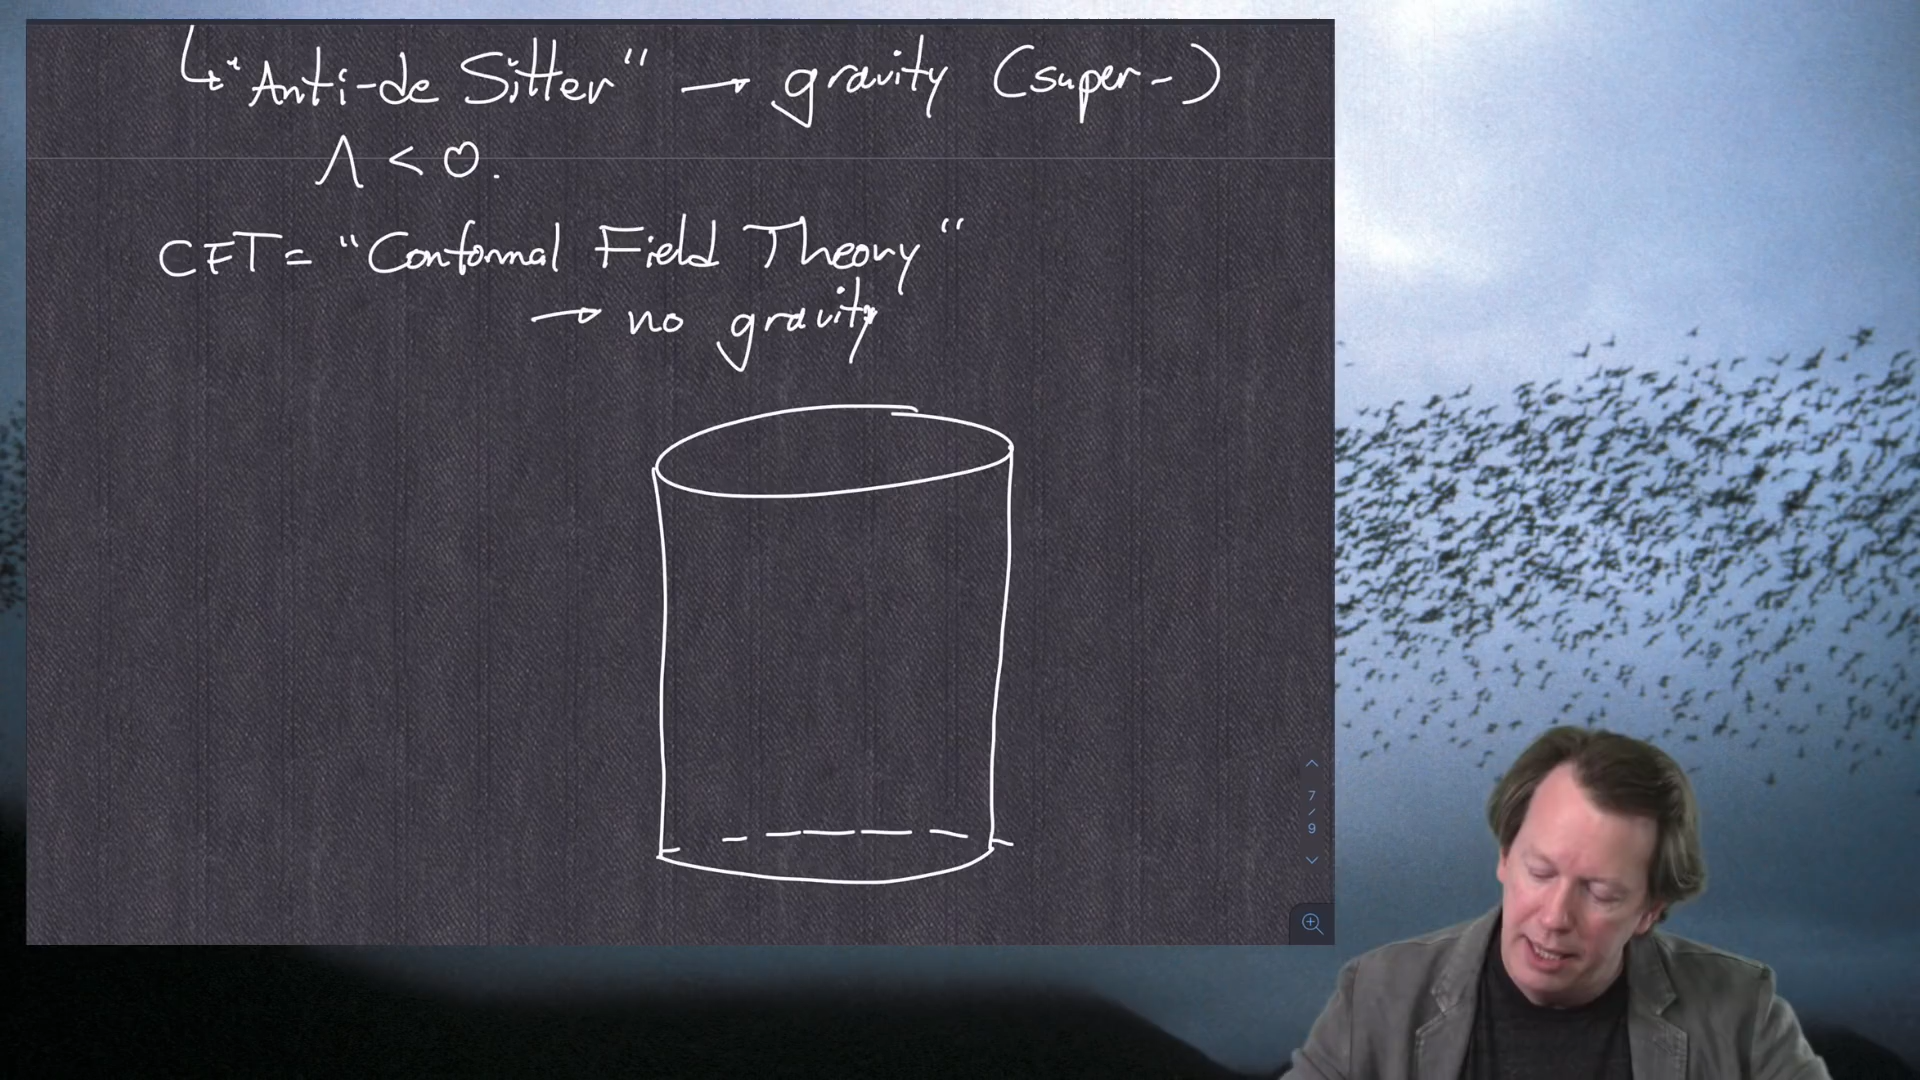 ↳ "Anti-de Sitter" → gravity (super-)
Λ < 0.
CFT = "Conformal Field Theory"
→ no gravity
7
/
9